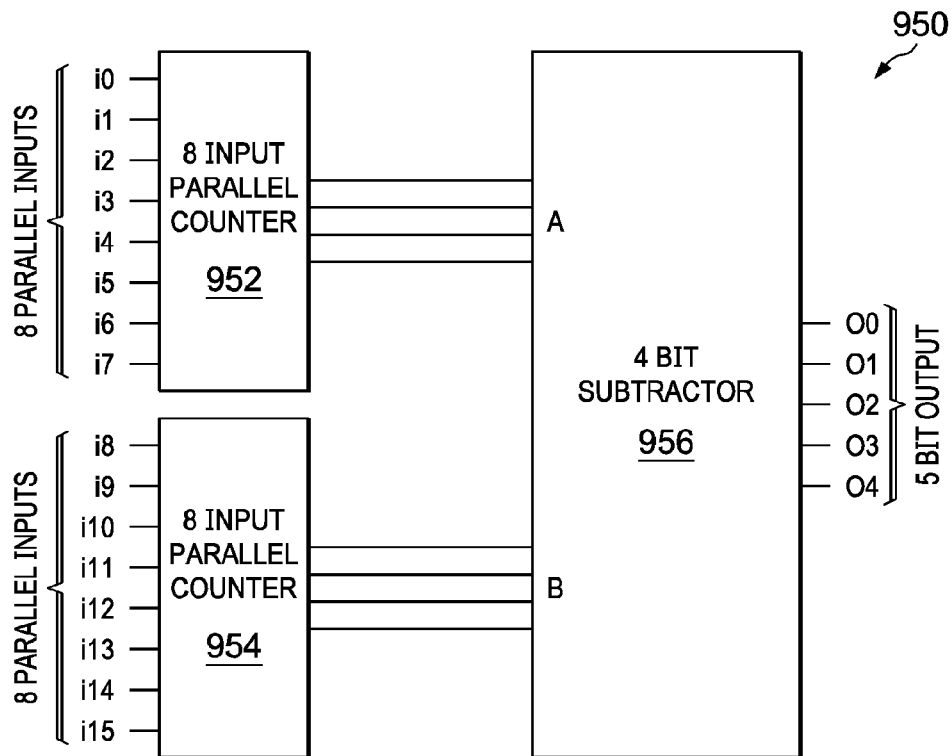 950
8 PARALLEL INPUTS
i0
i1
i2
i3
i4
i5
i6
i7
8 INPUT
PARALLEL
COUNTER
952
A
8 PARALLEL INPUTS
i8
i9
i10
i11
i12
i13
i14
i15
8 INPUT
PARALLEL
COUNTER
954
B
4 BIT
SUBTRACTOR
956
O0
O1
O2
O3
O4
5 BIT OUTPUT